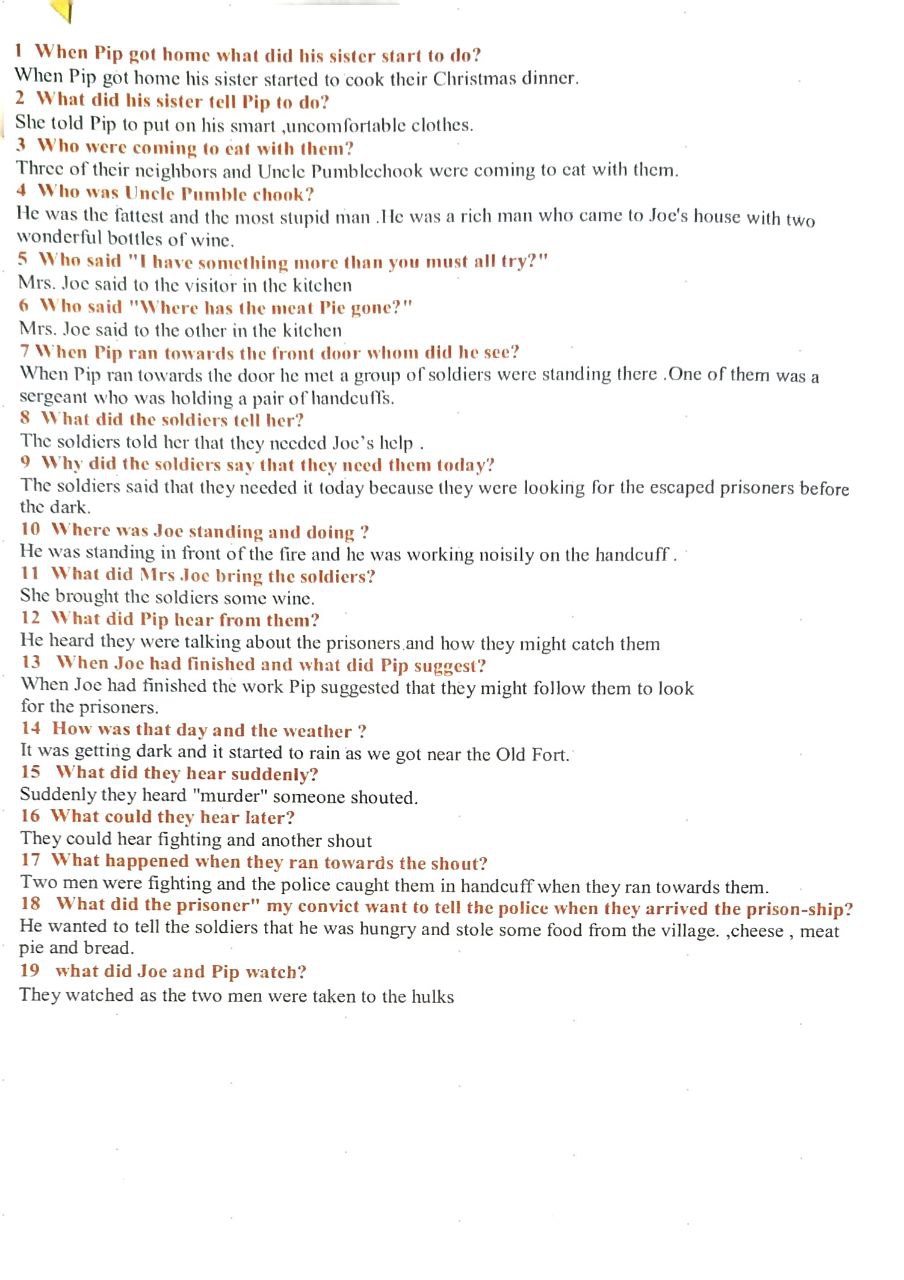 1 When Pip got home what did his sister start to do?
When Pip got home his sister started to cook their Christmas dinner.
2 What did his sister tell Pip to do?
She told Pip to put on his smart ,uncomfortable clothes.
3 Who were coming to eat with them?
Three of their neighbors and Uncle Pumblechook were coming to eat with them.
4 Who was Uncle Pumble chook?
He was the fattest and the most stupid man .He was a rich man who came to Joe's house with two
wonderful bottles of wine.
5 Who said "I have something more than you must all try?"
Mrs. Joe said to the visitor in the kitchen
6 Who said "Where has the meat Pie gone?"
Mrs. Joe said to the other in the kitchen
7 When Pip ran towards the front door whom did he see?
When Pip ran towards the door he met a group of soldiers were standing there .One of them was a
sergeant who was holding a pair of handcuffs.
8 What did the soldiers tell her?
The soldiers told her that they needed Joe's help .
9 Why did the soldiers say that they need them today?
The soldiers said that they needed it today because they were looking for the escaped prisoners before
the dark.
10 Where was Joe standing and doing ?
He was standing in front of the fire and he was working noisily on the handcuff .
11 What did Mrs Joe bring the soldiers?
She brought the soldiers some wine.
12 What did Pip hear from them?
He heard they were talking about the prisoners and how they might catch them
13 When Joe had finished and what did Pip suggest?
When Joe had finished the work Pip suggested that they might follow them to look
for the prisoners.
14 How was that day and the weather ?
It was getting dark and it started to rain as we got near the Old Fort.
15 What did they hear suddenly?
Suddenly they heard "murder" someone shouted.
16 What could they hear later?
They could hear fighting and another shout
17 What happened when they ran towards the shout?
Two men were fighting and the police caught them in handcuff when they ran towards them.
18 What did the prisoner" my convict want to tell the police when they arrived the prison-ship?
He wanted to tell the soldiers that he was hungry and stole some food from the village. ,cheese , meat
pie and bread.
19 what did Joe and Pip watch?
They watched as the two men were taken to the hulks